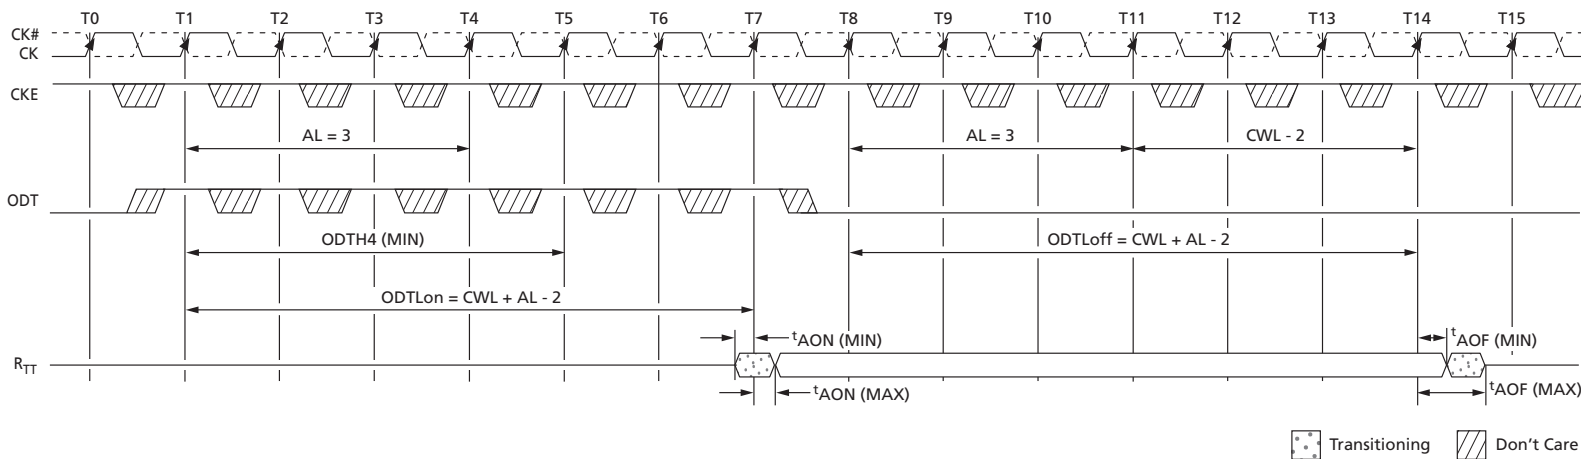 T0 T1 T2 T3 T4 T5 T6 T7 T8 T9 T10 T11 T12 T13 T14 T15
CK#
CK
CKE
AL = 3 AL = 3 CWL - 2
ODT
ODTH4 (MIN) ODTLoff = CWL + AL - 2
ODTLon = CWL + AL - 2
tAON (MIN) tAOF (MIN)
RTT
tAON (MAX) tAOF (MAX)
Transitioning Don't Care